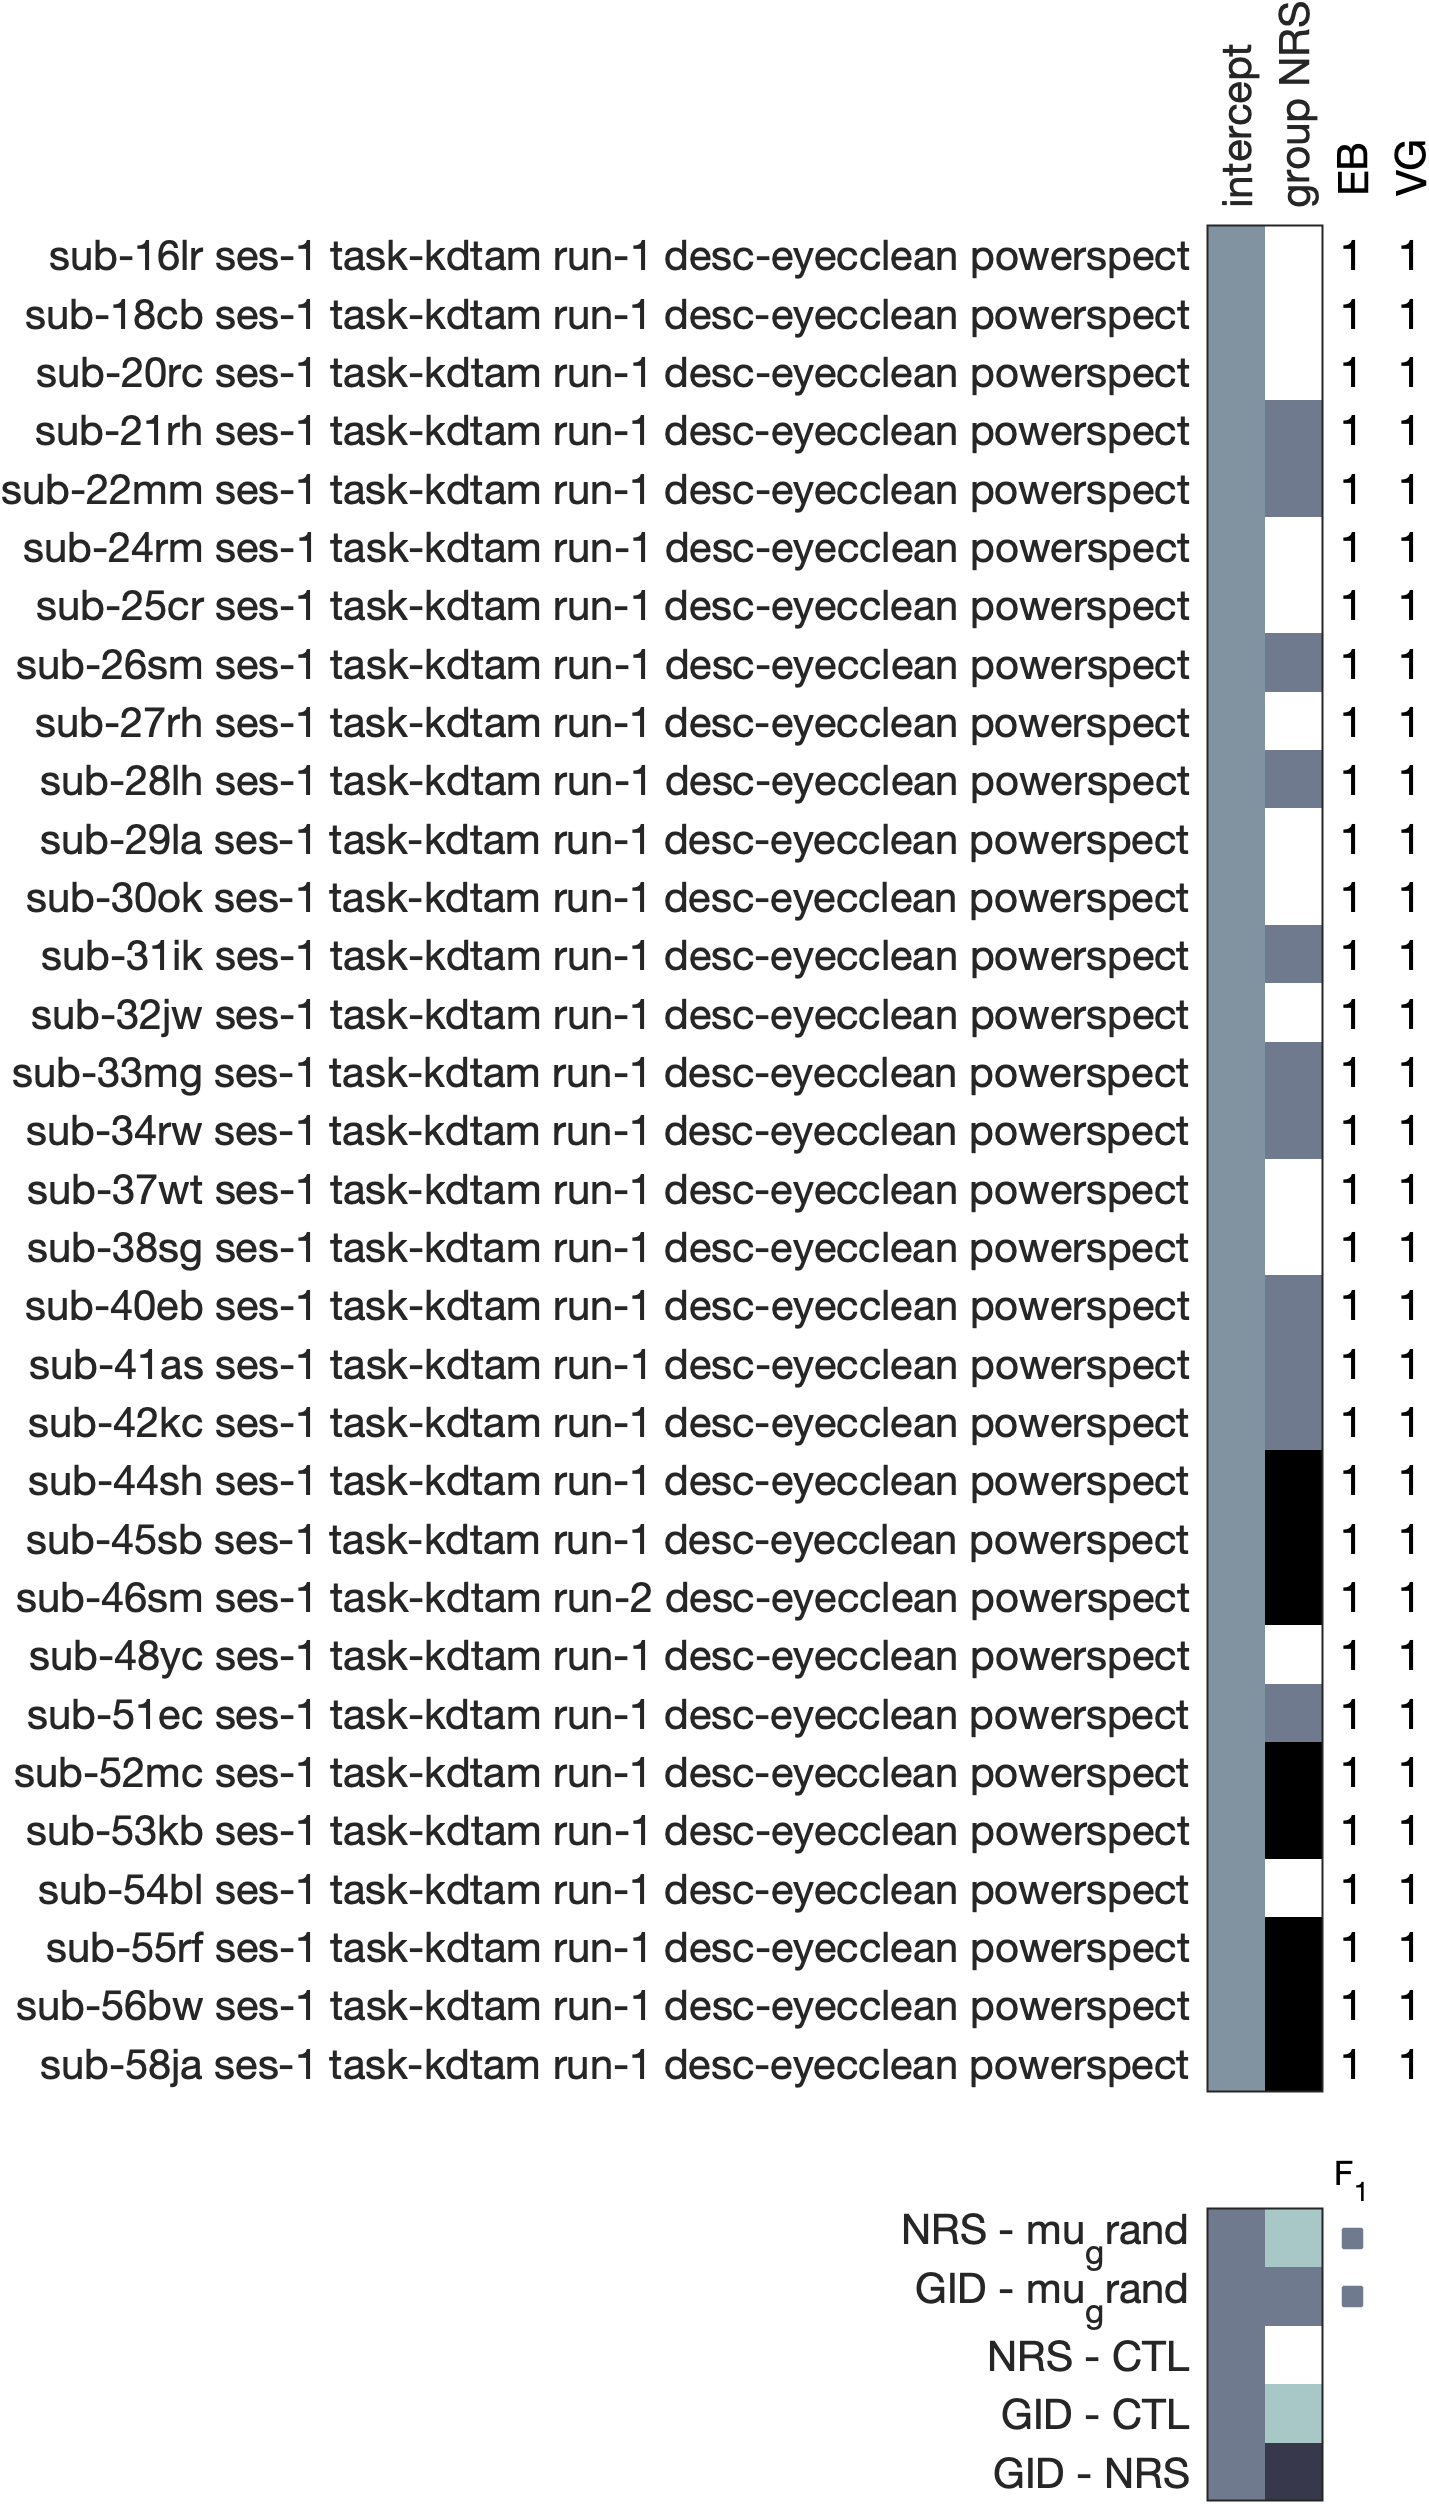 intercept
group NRS
EB
VG
sub-16lr ses-1 task-kdtam run-1 desc-eyecclean powerspect 1 1
sub-18cb ses-1 task-kdtam run-1 desc-eyecclean powerspect 1 1
sub-20rc ses-1 task-kdtam run-1 desc-eyecclean powerspect 1 1
sub-21rh ses-1 task-kdtam run-1 desc-eyecclean powerspect 1 1
sub-22mm ses-1 task-kdtam run-1 desc-eyecclean powerspect 1 1
sub-24rm ses-1 task-kdtam run-1 desc-eyecclean powerspect 1 1
sub-25cr ses-1 task-kdtam run-1 desc-eyecclean powerspect 1 1
sub-26sm ses-1 task-kdtam run-1 desc-eyecclean powerspect 1 1
sub-27rh ses-1 task-kdtam run-1 desc-eyecclean powerspect 1 1
sub-28lh ses-1 task-kdtam run-1 desc-eyecclean powerspect 1 1
sub-29la ses-1 task-kdtam run-1 desc-eyecclean powerspect 1 1
sub-30ok ses-1 task-kdtam run-1 desc-eyecclean powerspect 1 1
sub-31ik ses-1 task-kdtam run-1 desc-eyecclean powerspect 1 1
sub-32jw ses-1 task-kdtam run-1 desc-eyecclean powerspect 1 1
sub-33mg ses-1 task-kdtam run-1 desc-eyecclean powerspect 1 1
sub-34rw ses-1 task-kdtam run-1 desc-eyecclean powerspect 1 1
sub-37wt ses-1 task-kdtam run-1 desc-eyecclean powerspect 1 1
sub-38sg ses-1 task-kdtam run-1 desc-eyecclean powerspect 1 1
sub-40eb ses-1 task-kdtam run-1 desc-eyecclean powerspect 1 1
sub-41as ses-1 task-kdtam run-1 desc-eyecclean powerspect 1 1
sub-42kc ses-1 task-kdtam run-1 desc-eyecclean powerspect 1 1
sub-44sh ses-1 task-kdtam run-1 desc-eyecclean powerspect 1 1
sub-45sb ses-1 task-kdtam run-1 desc-eyecclean powerspect 1 1
sub-46sm ses-1 task-kdtam run-2 desc-eyecclean powerspect 1 1
sub-48yc ses-1 task-kdtam run-1 desc-eyecclean powerspect 1 1
sub-51ec ses-1 task-kdtam run-1 desc-eyecclean powerspect 1 1
sub-52mc ses-1 task-kdtam run-1 desc-eyecclean powerspect 1 1
sub-53kb ses-1 task-kdtam run-1 desc-eyecclean powerspect 1 1
sub-54bl ses-1 task-kdtam run-1 desc-eyecclean powerspect 1 1
sub-55rf ses-1 task-kdtam run-1 desc-eyecclean powerspect 1 1
sub-56bw ses-1 task-kdtam run-1 desc-eyecclean powerspect 1 1
sub-58ja ses-1 task-kdtam run-1 desc-eyecclean powerspect 1 1
F1
NRS - mugrand
GID - mugrand
NRS - CTL
GID - CTL
GID - NRS